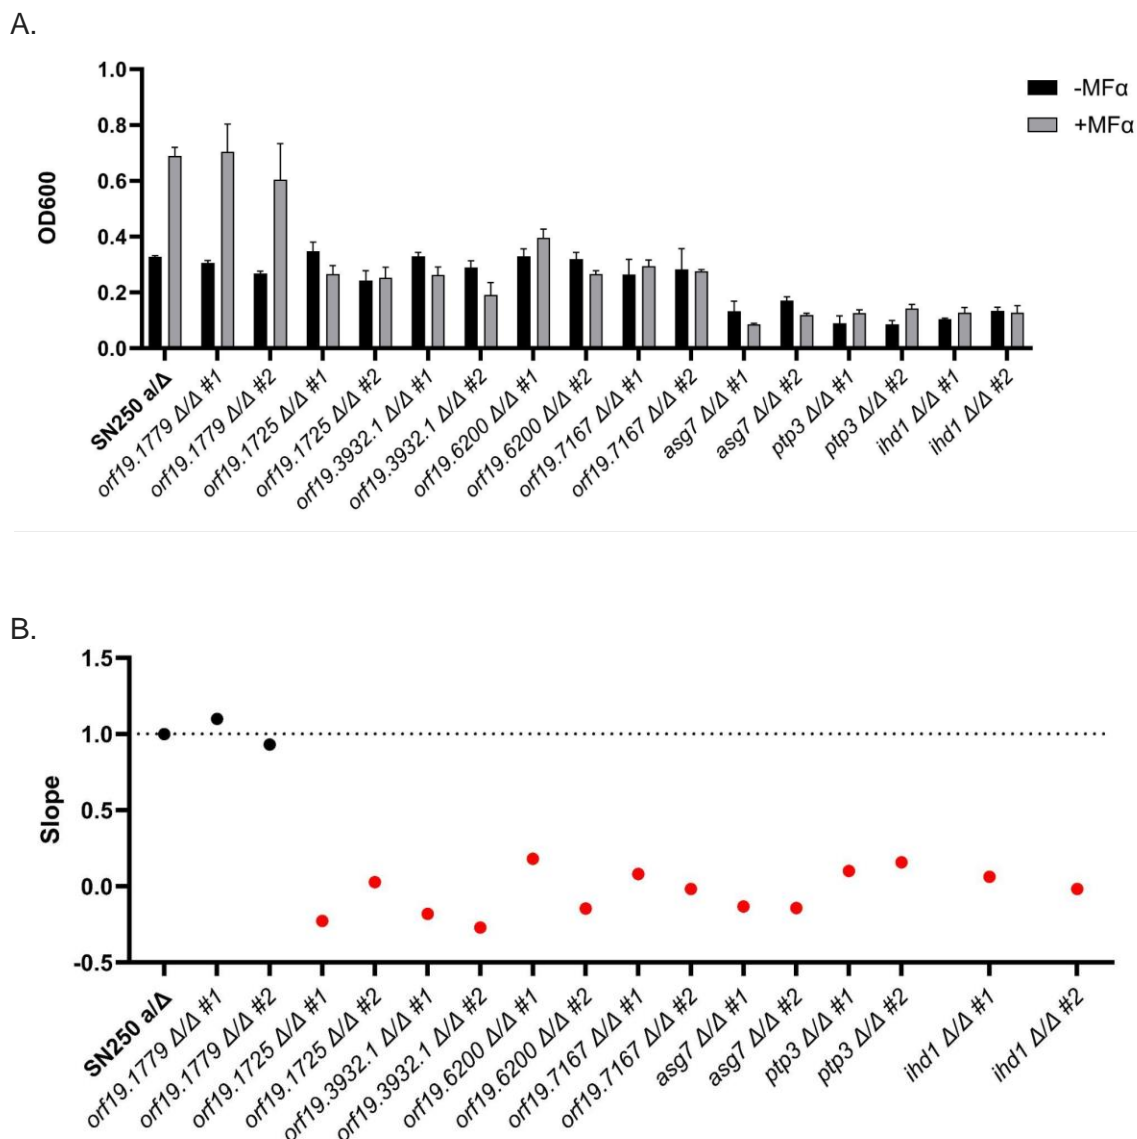 A.
1.0
0.8
0.6
0.4
0.2
0.0
OD600
-MFα
+MFα
SN250 a/Δ
orf19.1779 Δ/Δ #1
orf19.1779 Δ/Δ #2
orf19.1725 Δ/Δ #1
orf19.1725 Δ/Δ #2
orf19.3932.1 Δ/Δ #1
orf19.3932.1 Δ/Δ #2
orf19.6200 Δ/Δ #1
orf19.6200 Δ/Δ #2
orf19.7167 Δ/Δ #1
orf19.7167 Δ/Δ #2
asg7 Δ/Δ #1
asg7 Δ/Δ #2
ptp3 Δ/Δ #1
ptp3 Δ/Δ #2
ihd1 Δ/Δ #1
ihd1 Δ/Δ #2
B.
1.5
1.0
0.5
0.0
-0.5
Slope
SN250 a/Δ
orf19.1779 Δ/Δ #1
orf19.1779 Δ/Δ #2
orf19.1725 Δ/Δ #1
orf19.1725 Δ/Δ #2
orf19.3932.1 Δ/Δ #1
orf19.3932.1 Δ/Δ #2
orf19.6200 Δ/Δ #1
orf19.6200 Δ/Δ #2
orf19.7167 Δ/Δ #1
orf19.7167 Δ/Δ #2
asg7 Δ/Δ #1
asg7 Δ/Δ #2
ptp3 Δ/Δ #1
ptp3 Δ/Δ #2
ihd1 Δ/Δ #1
ihd1 Δ/Δ #2